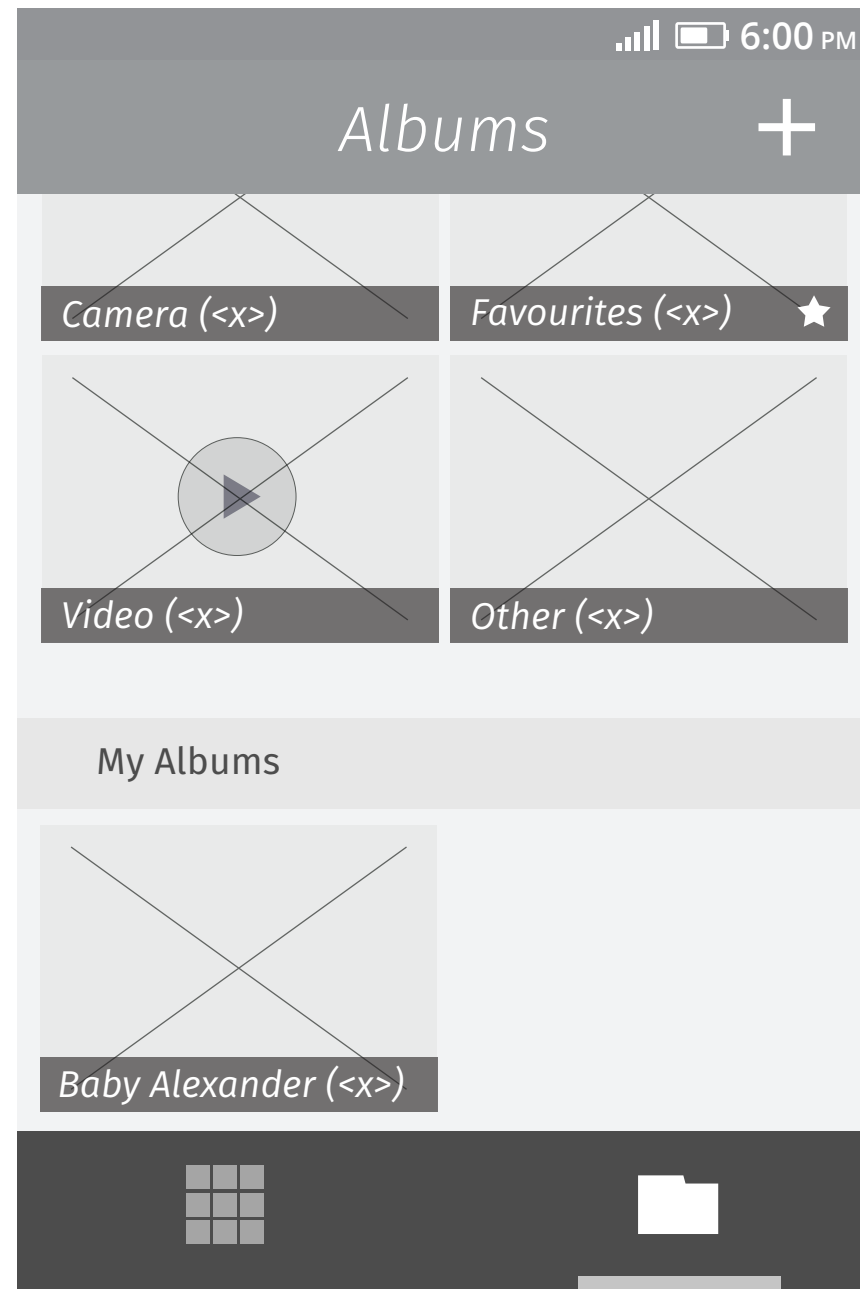 6:00 PM
Albums
Camera (<x>)
Favourites (<x>)
Video (<x>)
Other (<x>)
My Albums
Baby Alexander (<x>)